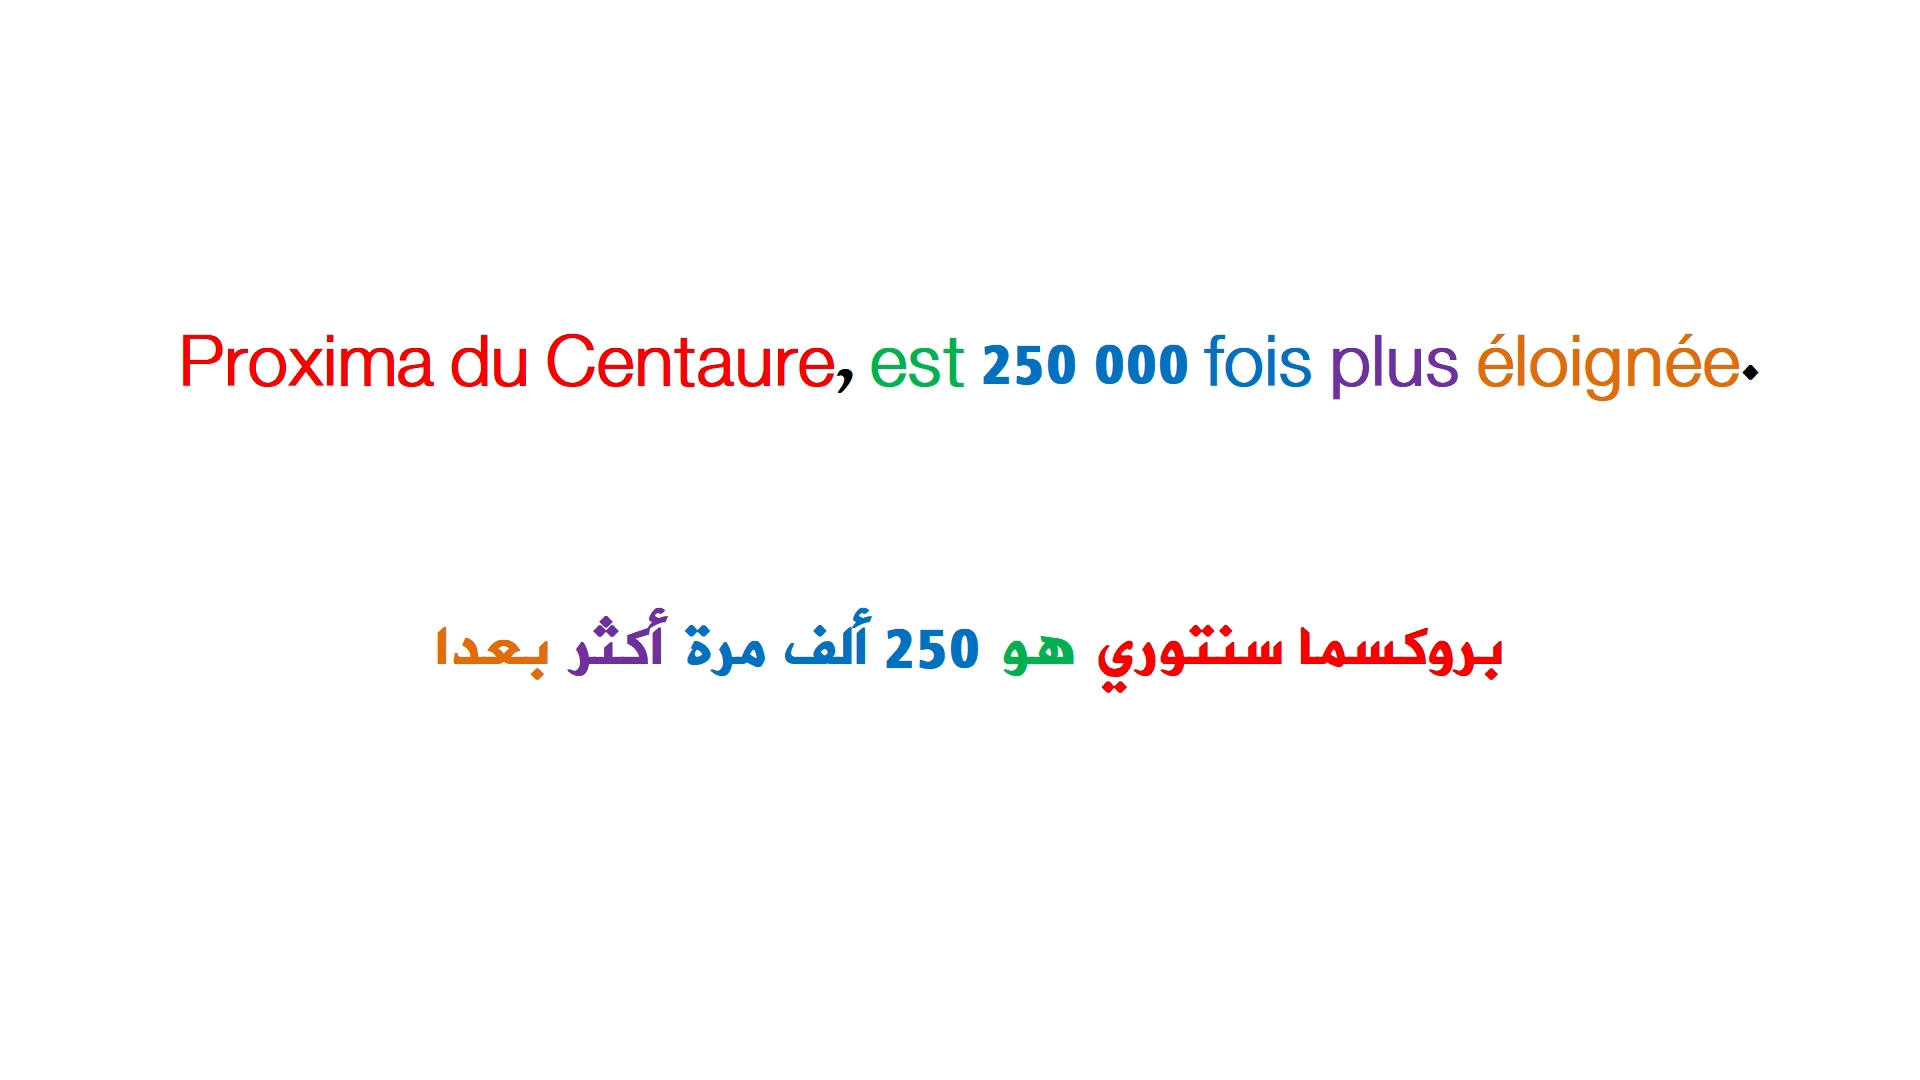 Proxima du Centaure, est 250 000 fois plus éloignée.
بروكسما سنتوري هو 250 ألف مرة أكثر بعدا